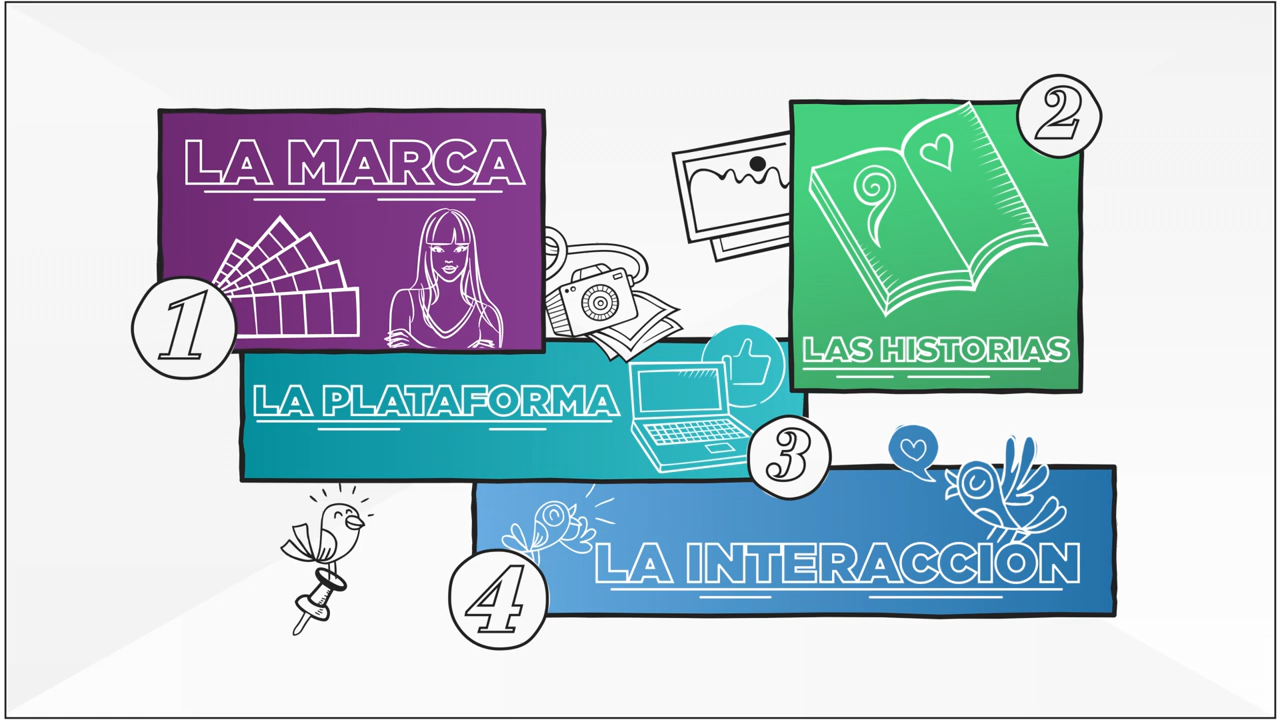 1
LA MARCA
2
LAS HISTORIAS
3
LA PLATAFORMA
4
LA INTERACCIÓN